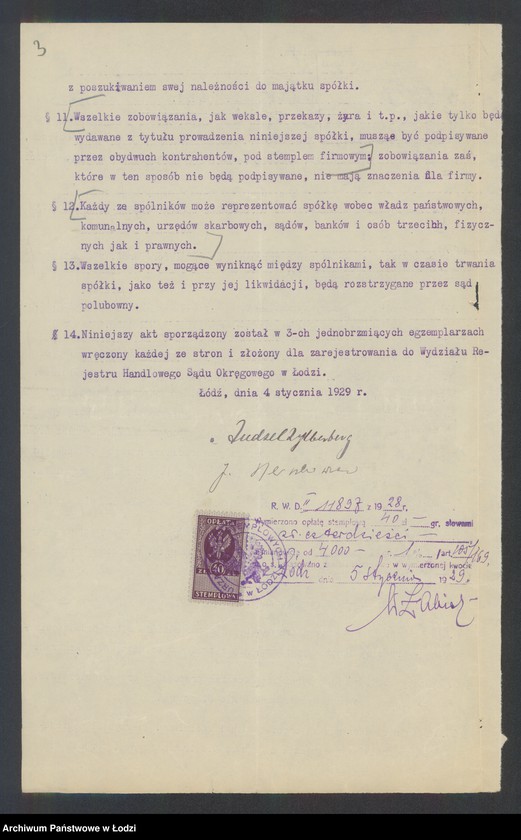 3
z poszukiwaniem swej należności do majątku spółki.
§ 11. Wszelkie zobowiązania, jak weksle, przekazy, żyra i t.p., jakie tylko będą
wydawane z tytułu prowadzenia niniejszej spółki, muszą być podpisywane
przez obydwuch kontrahentów, pod stemplem firmowym; zobowiązania zaś,
które w ten sposób nie będą podpisywane, nie mają znaczenia dla firmy.
§ 12. Każdy ze spólników może reprezentować spółkę wobec władz państwowych,
komunalnych, urzędów skarbowych, sądów, banków i osób trzecich, fizycz-
nych jak i prawnych.
§ 13. Wszelkie spory, mogące wyniknąć między spólnikami, tak w czasie trwania
spółki, jako też i przy jej likwidacji, będą rozstrzygane przez sąd
polubowny.
§ 14. Niniejszy akt sporządzony został w 3-ch jednobrzmiących egzemplarzach
wręczony każdej ze stron i złożony dla zarejestrowania do Wydziału Re-
jestru Handlowego Sądu Okręgowego w Łodzi.
Łódź, dnia 4 stycznia 1929 r.
R. W. D. II 11897 z 1928 r.
Wymierzono opłatę stemplową 40 gr. słowami
zł. czterdzieści
od 4000 1 art.
Łódź dnia 5 stycznia 1929.
OPŁATA
ZŁ 40
STEMPLOWA
w ŁODZI
Archiwum Państwowe w Łodzi